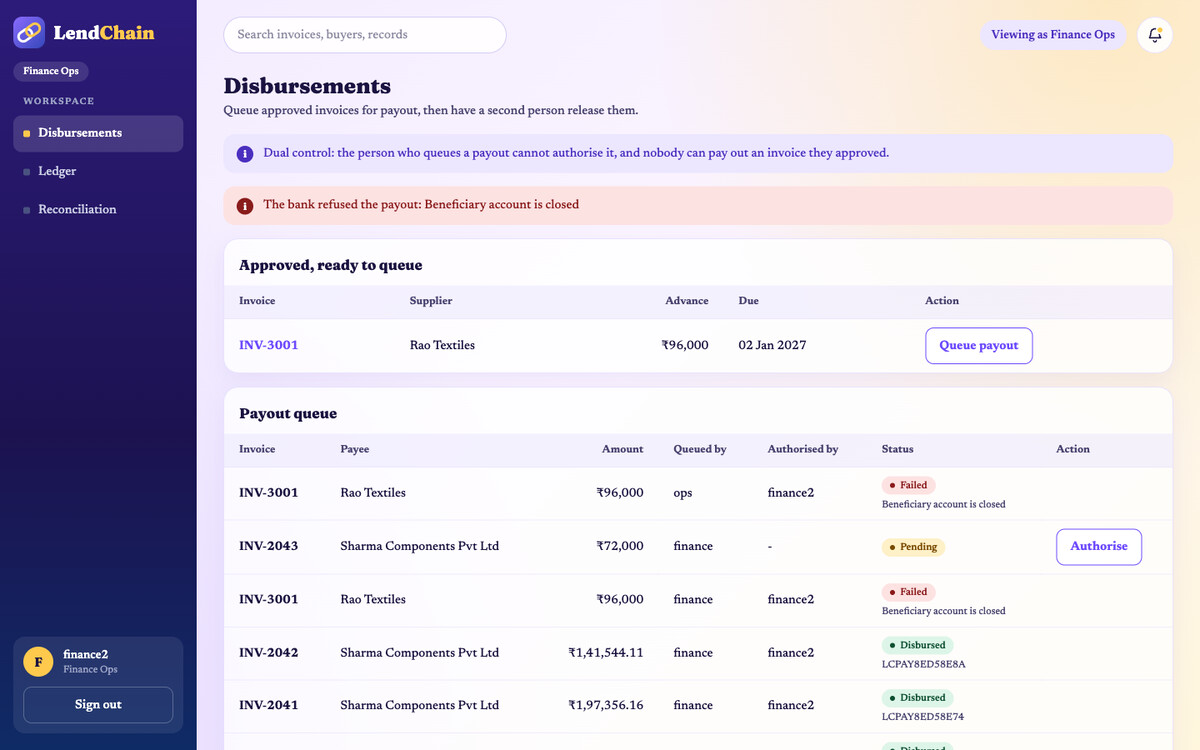 LendChain
Finance Ops
WORKSPACE
Disbursements
Ledger
Reconciliation
F
finance2
Finance Ops
Sign out
Search invoices, buyers, records
Viewing as Finance Ops
Disbursements
Queue approved invoices for payout, then have a second person release them.
i Dual control: the person who queues a payout cannot authorise it, and nobody can pay out an invoice they approved.
i The bank refused the payout: Beneficiary account is closed
Approved, ready to queue
Invoice Supplier Advance Due Action
INV-3001 Rao Textiles ₹96,000 02 Jan 2027 Queue payout
Payout queue
Invoice Payee Amount Queued by Authorised by Status Action
INV-3001 Rao Textiles ₹96,000 ops finance2 Failed
Beneficiary account is closed
INV-2043 Sharma Components Pvt Ltd ₹72,000 finance - Pending Authorise
INV-3001 Rao Textiles ₹96,000 finance finance2 Failed
Beneficiary account is closed
INV-2042 Sharma Components Pvt Ltd ₹1,41,544.11 finance finance2 Disbursed
LCPAY8ED58E8A
INV-2041 Sharma Components Pvt Ltd ₹1,97,356.16 finance finance2 Disbursed
LCPAY8ED58E74
Disbursed